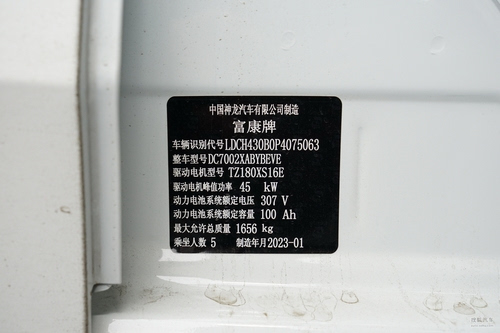 中国神龙汽车有限公司制造
富康牌
车辆识别代号LDCH430B0P4075063
整车型号DC7002XABYBEVE
驱动电机型号 TZ180XS16E
驱动电机峰值功率 45 kW
动力电池系统额定电压 307 V
动力电池系统额定容量 100 Ah
最大允许总质量 1656 kg
乘坐人数 5 制造年月2023-01